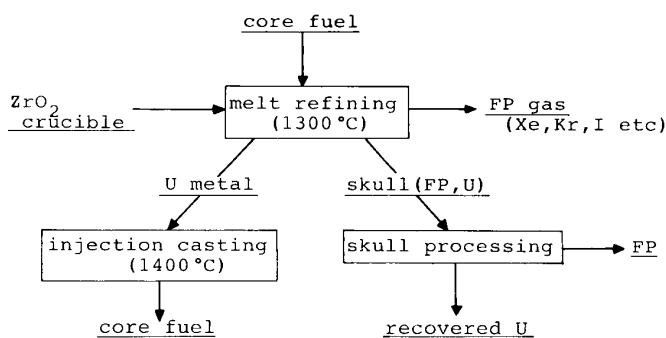 core fuel
ZrO₂
crucible
melt refining
(1300°C)
FP gas
(Xe,Kr,I etc)
U metal
skull(FP,U)
injection casting
(1400°C)
skull processing
FP
core fuel
recovered U